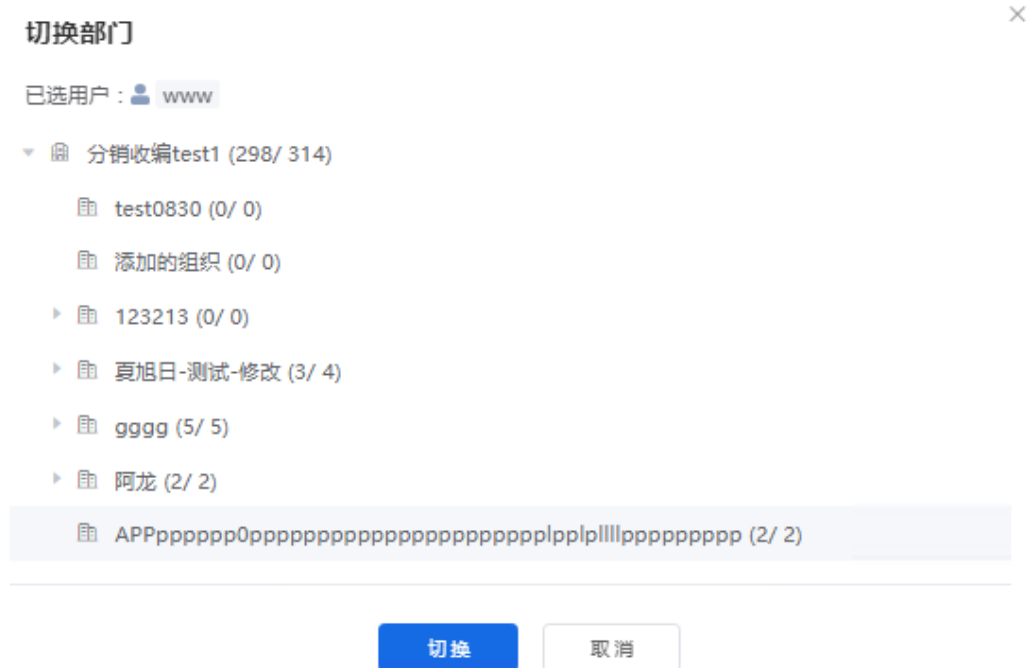 切换部门
已选用户：www
分销收编test1 (298/ 314)
test0830 (0/ 0)
添加的组织 (0/ 0)
123213 (0/ 0)
夏旭日-测试-修改 (3/ 4)
gggg (5/ 5)
阿龙 (2/ 2)
APPpppppp0ppppppppppppppppppppppplpplpllllppppppppp (2/ 2)
切换 取消